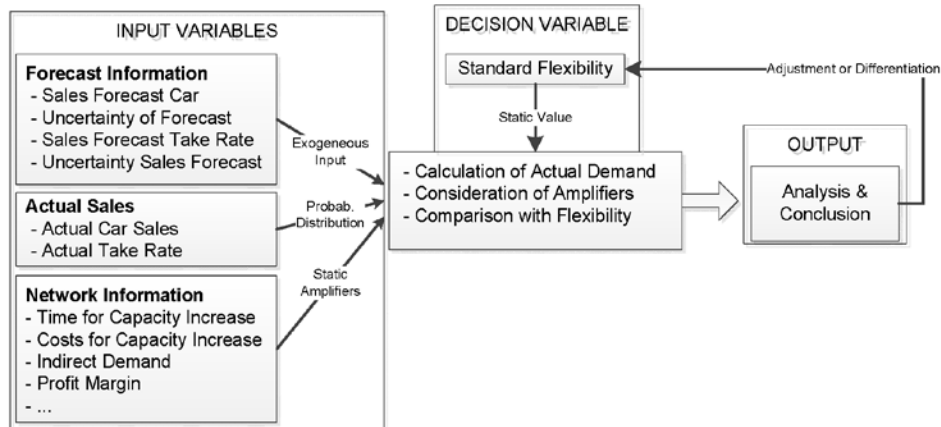 INPUT VARIABLES
Forecast Information
- Sales Forecast Car
- Uncertainty of Forecast
- Sales Forecast Take Rate
- Uncertainty Sales Forecast
Actual Sales
- Actual Car Sales
- Actual Take Rate
Network Information
- Time for Capacity Increase
- Costs for Capacity Increase
- Indirect Demand
- Profit Margin
- ...
Exogeneous
Input
Probab.
Distribution
Static
Amplifiers
DECISION VARIABLE
Standard Flexibility
Static Value
- Calculation of Actual Demand
- Consideration of Amplifiers
- Comparison with Flexibility
Adjustment or Differentiation
OUTPUT
Analysis &
Conclusion